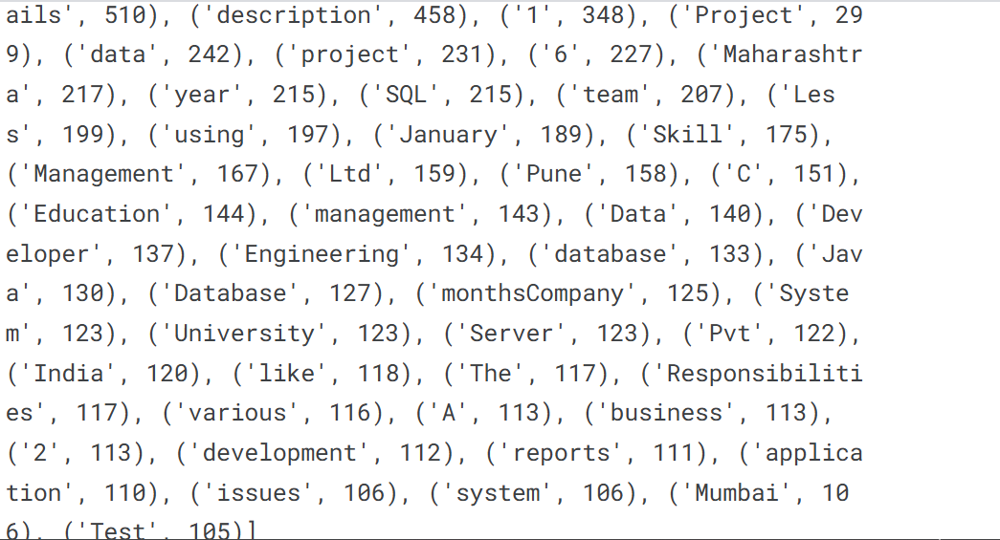 ails', 510), ('description', 458), ('1', 348), ('Project', 29
9), ('data', 242), ('project', 231), ('6', 227), ('Maharashtr
a', 217), ('year', 215), ('SQL', 215), ('team', 207), ('Les
s', 199), ('using', 197), ('January', 189), ('Skill', 175),
('Management', 167), ('Ltd', 159), ('Pune', 158), ('C', 151),
('Education', 144), ('management', 143), ('Data', 140), ('Dev
eloper', 137), ('Engineering', 134), ('database', 133), ('Jav
a', 130), ('Database', 127), ('monthsCompany', 125), ('Syste
m', 123), ('University', 123), ('Server', 123), ('Pvt', 122),
('India', 120), ('like', 118), ('The', 117), ('Responsibiliti
es', 117), ('various', 116), ('A', 113), ('business', 113),
('2', 113), ('development', 112), ('reports', 111), ('applica
tion', 110), ('issues', 106), ('system', 106), ('Mumbai', 10
6), ('Test', 105)]